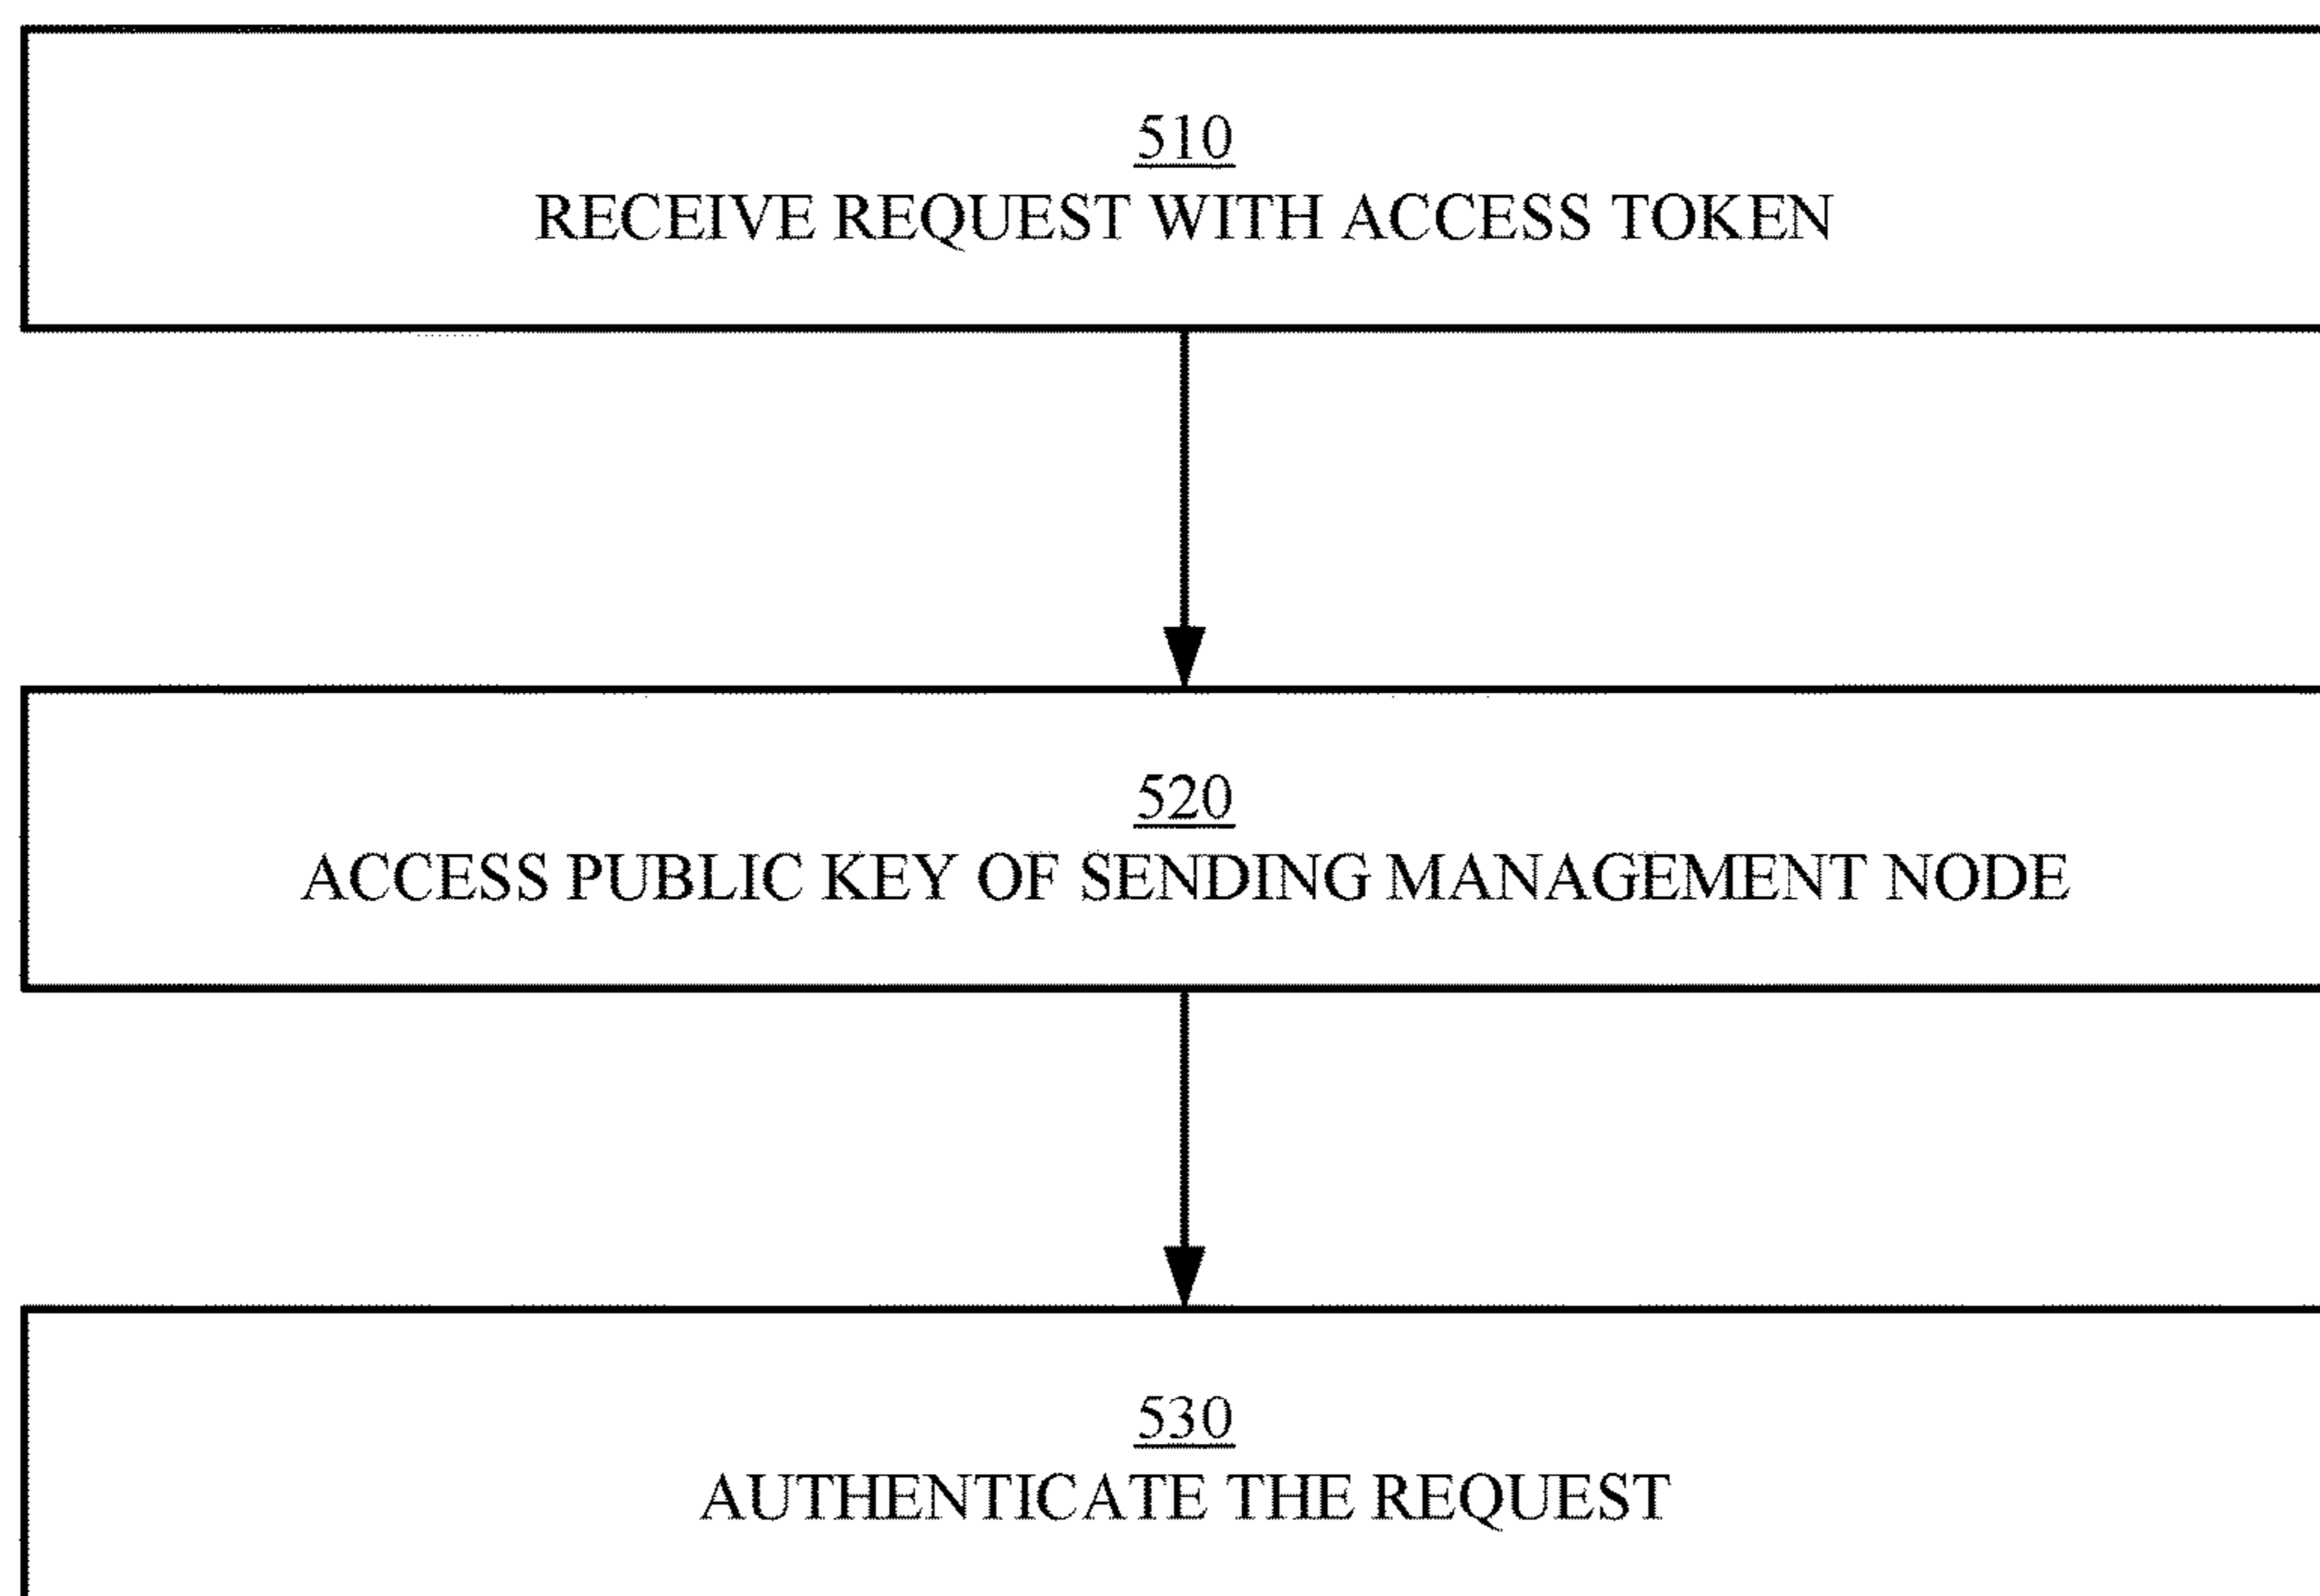 510
RECEIVE REQUEST WITH ACCESS TOKEN
520
ACCESS PUBLIC KEY OF SENDING MANAGEMENT NODE
530
AUTHENTICATE THE REQUEST